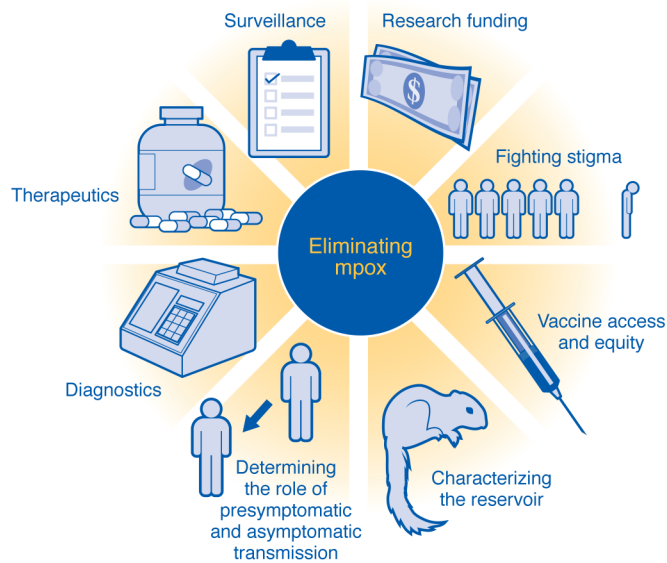 Surveillance
Research funding
Fighting stigma
Therapeutics
Eliminating
mpox
$
Vaccine access
and equity
Diagnostics
Determining
the role of
presymptomatic
and asymptomatic
transmission
Characterizing
the reservoir